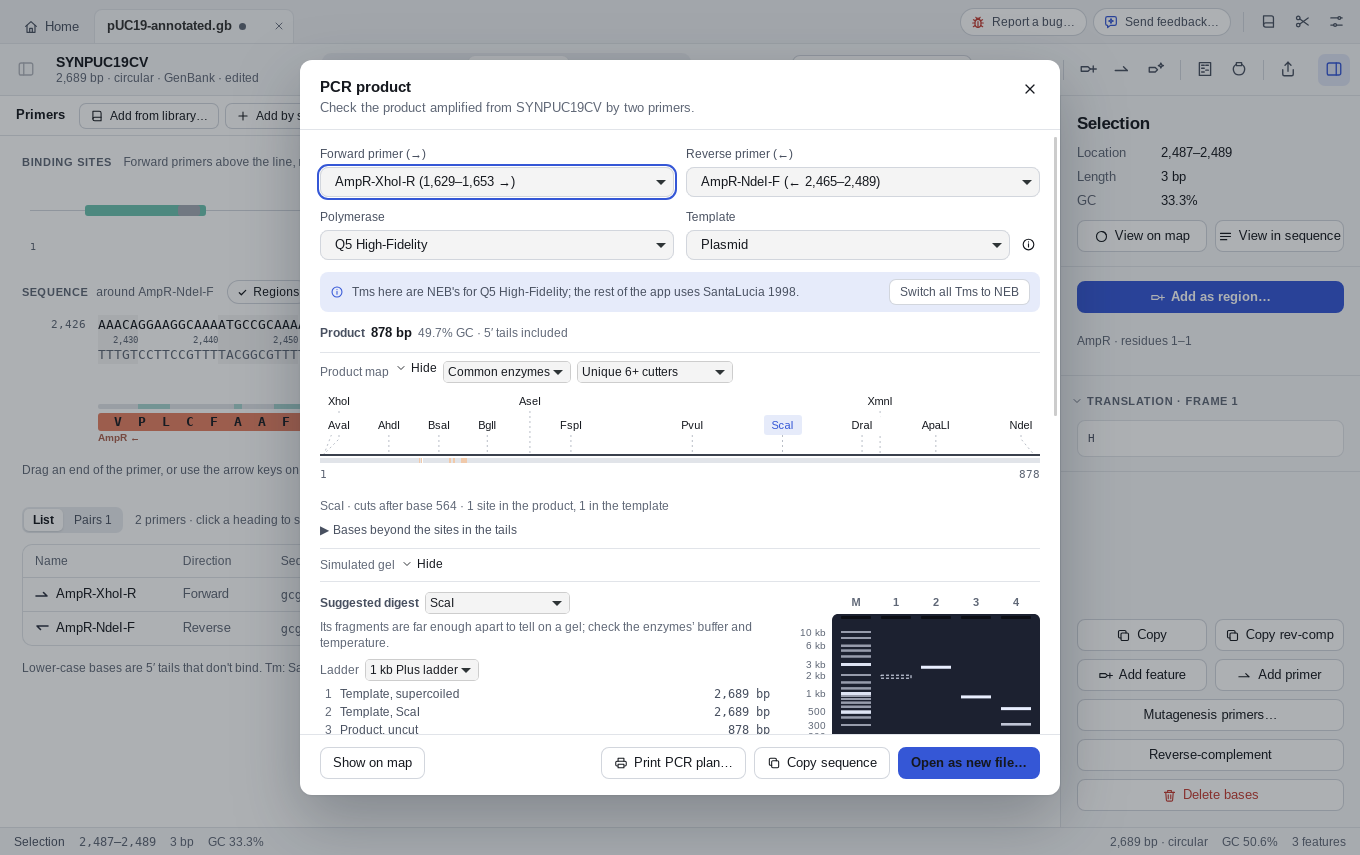 Home
pUC19-annotated.gb
Report a bug…
Send feedback…
SYNPUC19CV
2,689 bp · circular · GenBank · edited
Primers
Add from library…
Add by s
BINDING SITES Forward primers above the line,
1
SEQUENCE around AmpR-NdeI-F
Regions
2,426 AAACAGGAAGGCAAAATGCCGCAAAA
2,430 2,440 2,450
TTTGTCCTTCCGTTTTACGGCGTTTT
V P L C F A A F
AmpR ←
Drag an end of the primer, or use the arrow keys on
List Pairs 1 2 primers · click a heading to s
Name Direction Seq
AmpR-XhoI-R Forward gcg
AmpR-NdeI-F Reverse gcg
Lower-case bases are 5′ tails that don't bind. Tm: Sa
PCR product
Check the product amplified from SYNPUC19CV by two primers.
Forward primer (→) Reverse primer (←)
AmpR-XhoI-R (1,629–1,653 →) AmpR-NdeI-F (← 2,465–2,489)
Polymerase Template
Q5 High-Fidelity Plasmid
Tms here are NEB's for Q5 High-Fidelity; the rest of the app uses SantaLucia 1998. Switch all Tms to NEB
Product 878 bp 49.7% GC · 5′ tails included
Product map Hide Common enzymes Unique 6+ cutters
XhoI AseI XmnI
AvaI AhdI BsaI BglI FspI PvuI ScaI DraI ApaLI NdeI
1 878
ScaI · cuts after base 564 · 1 site in the product, 1 in the template
▶ Bases beyond the sites in the tails
Simulated gel Hide
Suggested digest ScaI
Its fragments are far enough apart to tell on a gel; check the enzymes' buffer and
temperature.
Ladder 1 kb Plus ladder
1 Template, supercoiled 2,689 bp
2 Template, ScaI 2,689 bp
3 Product, uncut 878 bp
M 1 2 3 4
10 kb
6 kb
3 kb
2 kb
1 kb
500
300
Show on map
Print PCR plan…
Copy sequence
Open as new file…
Selection
Location 2,487–2,489
Length 3 bp
GC 33.3%
View on map View in sequence
Add as region…
AmpR · residues 1–1
TRANSLATION · FRAME 1
H
Copy Copy rev-comp
Add feature Add primer
Mutagenesis primers…
Reverse-complement
Delete bases
Selection 2,487–2,489 3 bp GC 33.3%
2,689 bp · circular GC 50.6% 3 features